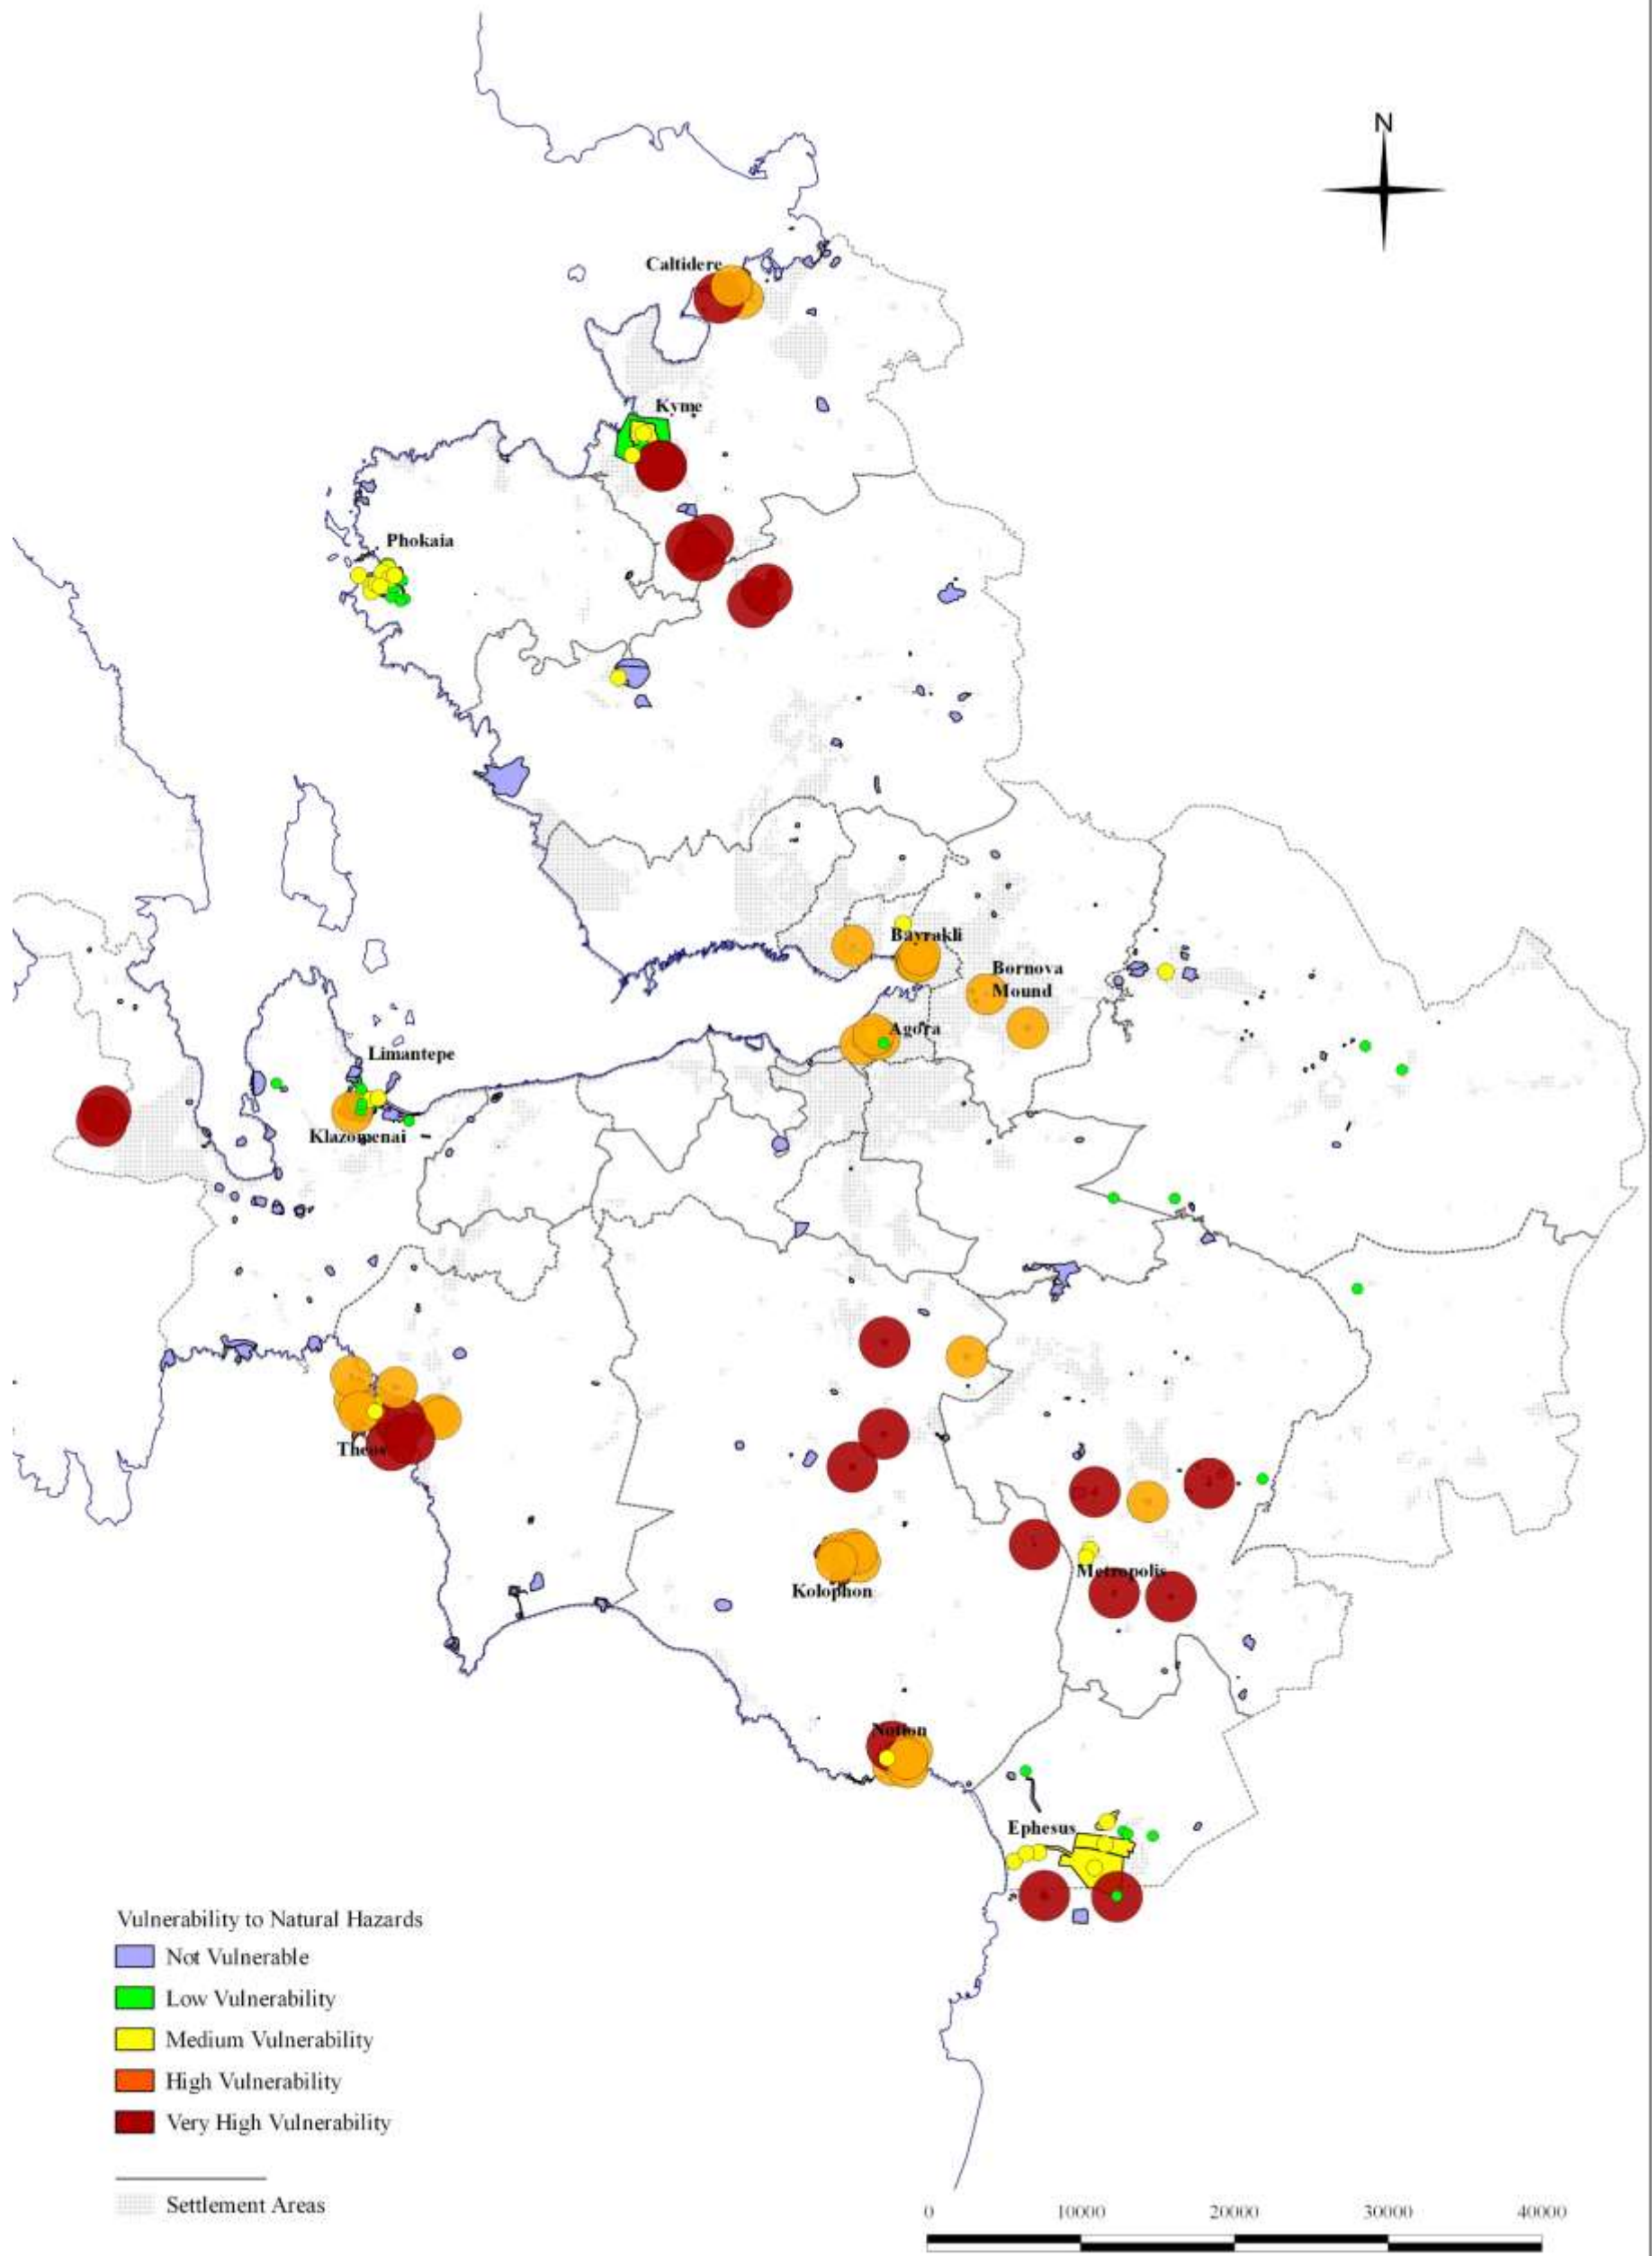 N
Caltidere
Kyme
Phokaia
Bayrakli
Bornova
Mound
Agora
Limantepe
Klazomenai
Theos
Metropolis
Kolophon
Notion
Ephesus
Vulnerability to Natural Hazards
Not Vulnerable
Low Vulnerability
Medium Vulnerability
High Vulnerability
Very High Vulnerability
Settlement Areas
0 10000 20000 30000 40000